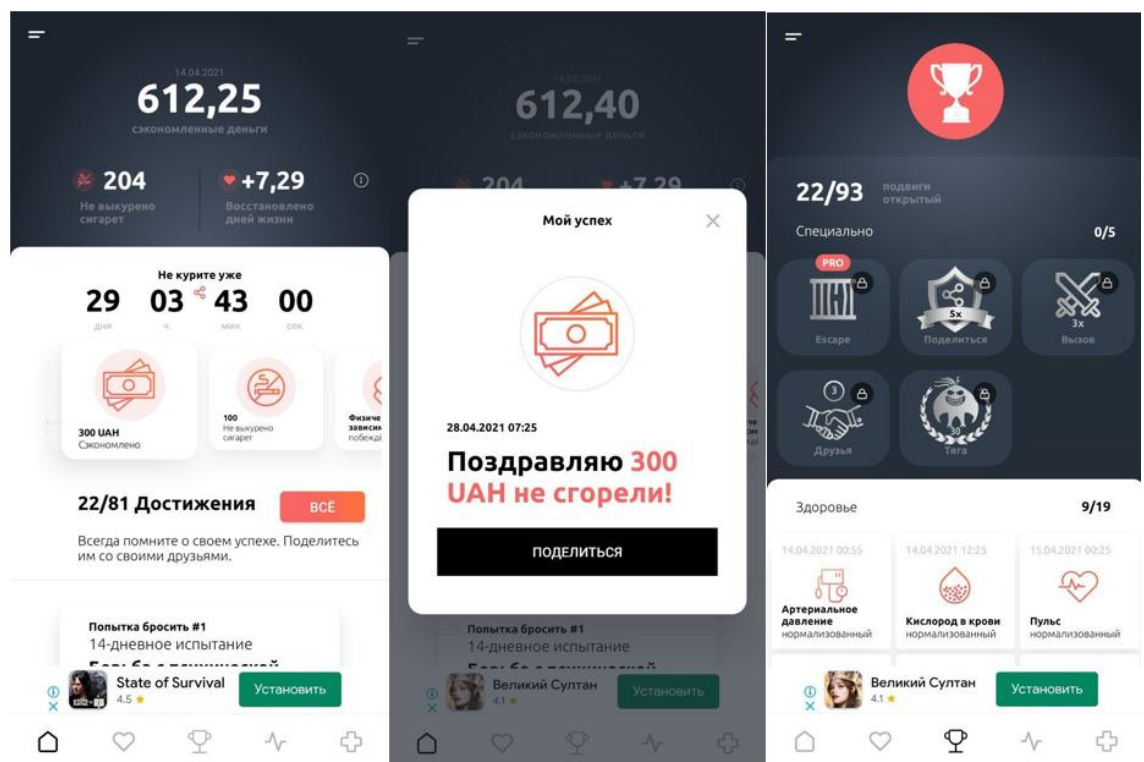 14.04.2021
612,25
сэкономленные деньги
204
Не выкурено
сигарет
+7,29
Восстановлено
дней жизни
Не курите уже
29 03 43 00
дни ч. мин. сек.
300 UAH
Сэкономлено
100
Не выкурено
сигарет
Физиче
зависим
побежде
22/81 Достижения
ВСЁ
Всегда помните о своем успехе. Поделитесь
им со своими друзьями.
Попытка бросить #1
14-дневное испытание
State of Survival
4.5
Установить
14.04.2021
612,40
сэкономленные деньги
204
+7,29
Мой успех
28.04.2021 07:25
Поздравляю 300
UAH не сгорели!
ПОДЕЛИТЬСЯ
Попытка бросить #1
14-дневное испытание
Великий Султан
4.1
Установить
22/93
подвиги
открытый
Специально
0/5
PRO
Escape
5x
Поделиться
3x
Вызов
3
Друзья
30
Тяга
Здоровье
9/19
14.04.2021 00:55
Артериальное
давление
нормализованный
14.04.2021 12:25
Кислород в крови
нормализованный
15.04.2021 00:25
Пульс
нормализованный
Великий Султан
4.1
Установить